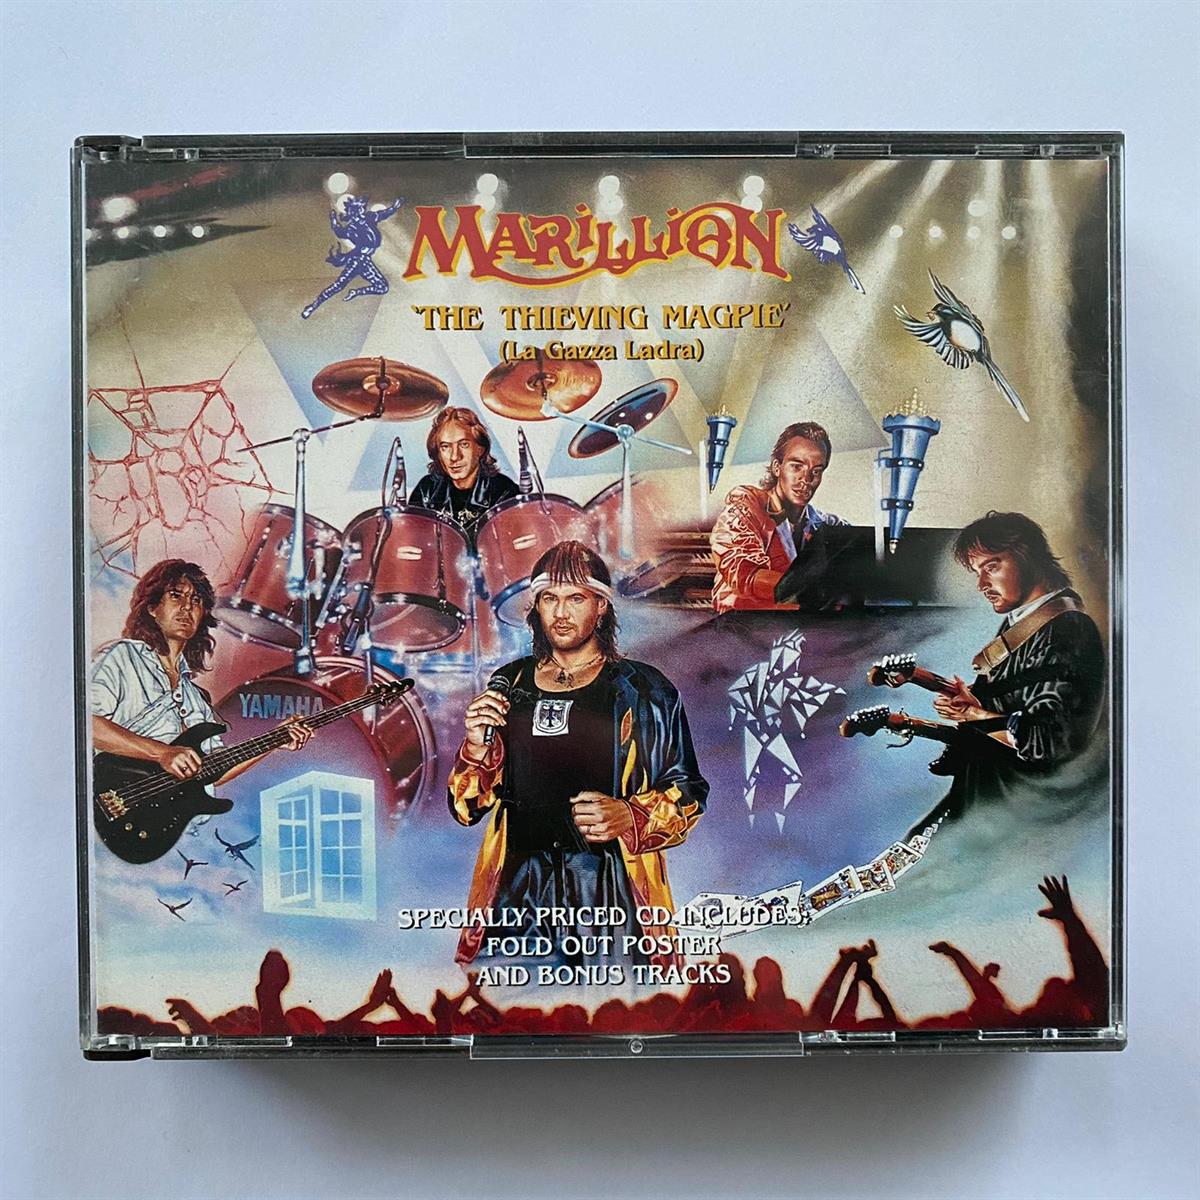 MARILLION
'THE THIEVING MAGPIE'
(La Gazza Ladra)
YAMAHA
SPECIALLY PRICED CD INCLUDES:
FOLD OUT POSTER
AND BONUS TRACKS